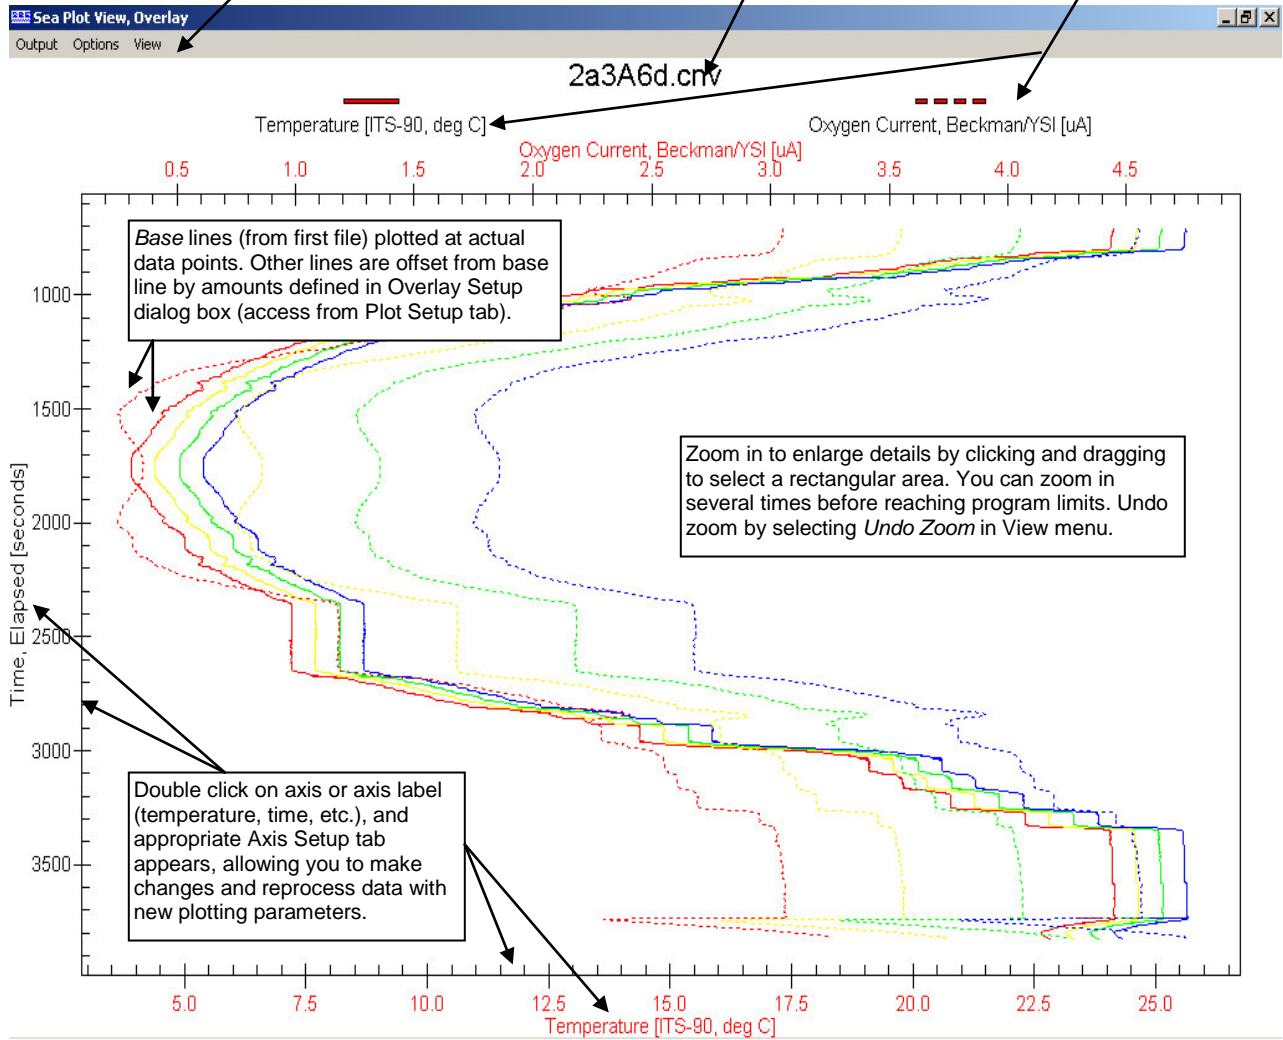 SBS Sea Plot View, Overlay
Output Options View
2a3A6d.cnv
Temperature [ITS-90, deg C]
Oxygen Current, Beckman/YSI [uA]
Oxygen Current, Beckman/YSI [uA]
0.5 1.0 1.5 2.0 2.5 3.0 3.5 4.0 4.5
Base lines (from first file) plotted at actual
data points. Other lines are offset from base
line by amounts defined in Overlay Setup
dialog box (access from Plot Setup tab).
1000
1500
2000
2500
3000
3500
Time, Elapsed [seconds]
Zoom in to enlarge details by clicking and dragging
to select a rectangular area. You can zoom in
several times before reaching program limits. Undo
zoom by selecting Undo Zoom in View menu.
Double click on axis or axis label
(temperature, time, etc.), and
appropriate Axis Setup tab
appears, allowing you to make
changes and reprocess data with
new plotting parameters.
5.0 7.5 10.0 12.5 15.0 17.5 20.0 22.5 25.0
Temperature [ITS-90, deg C]